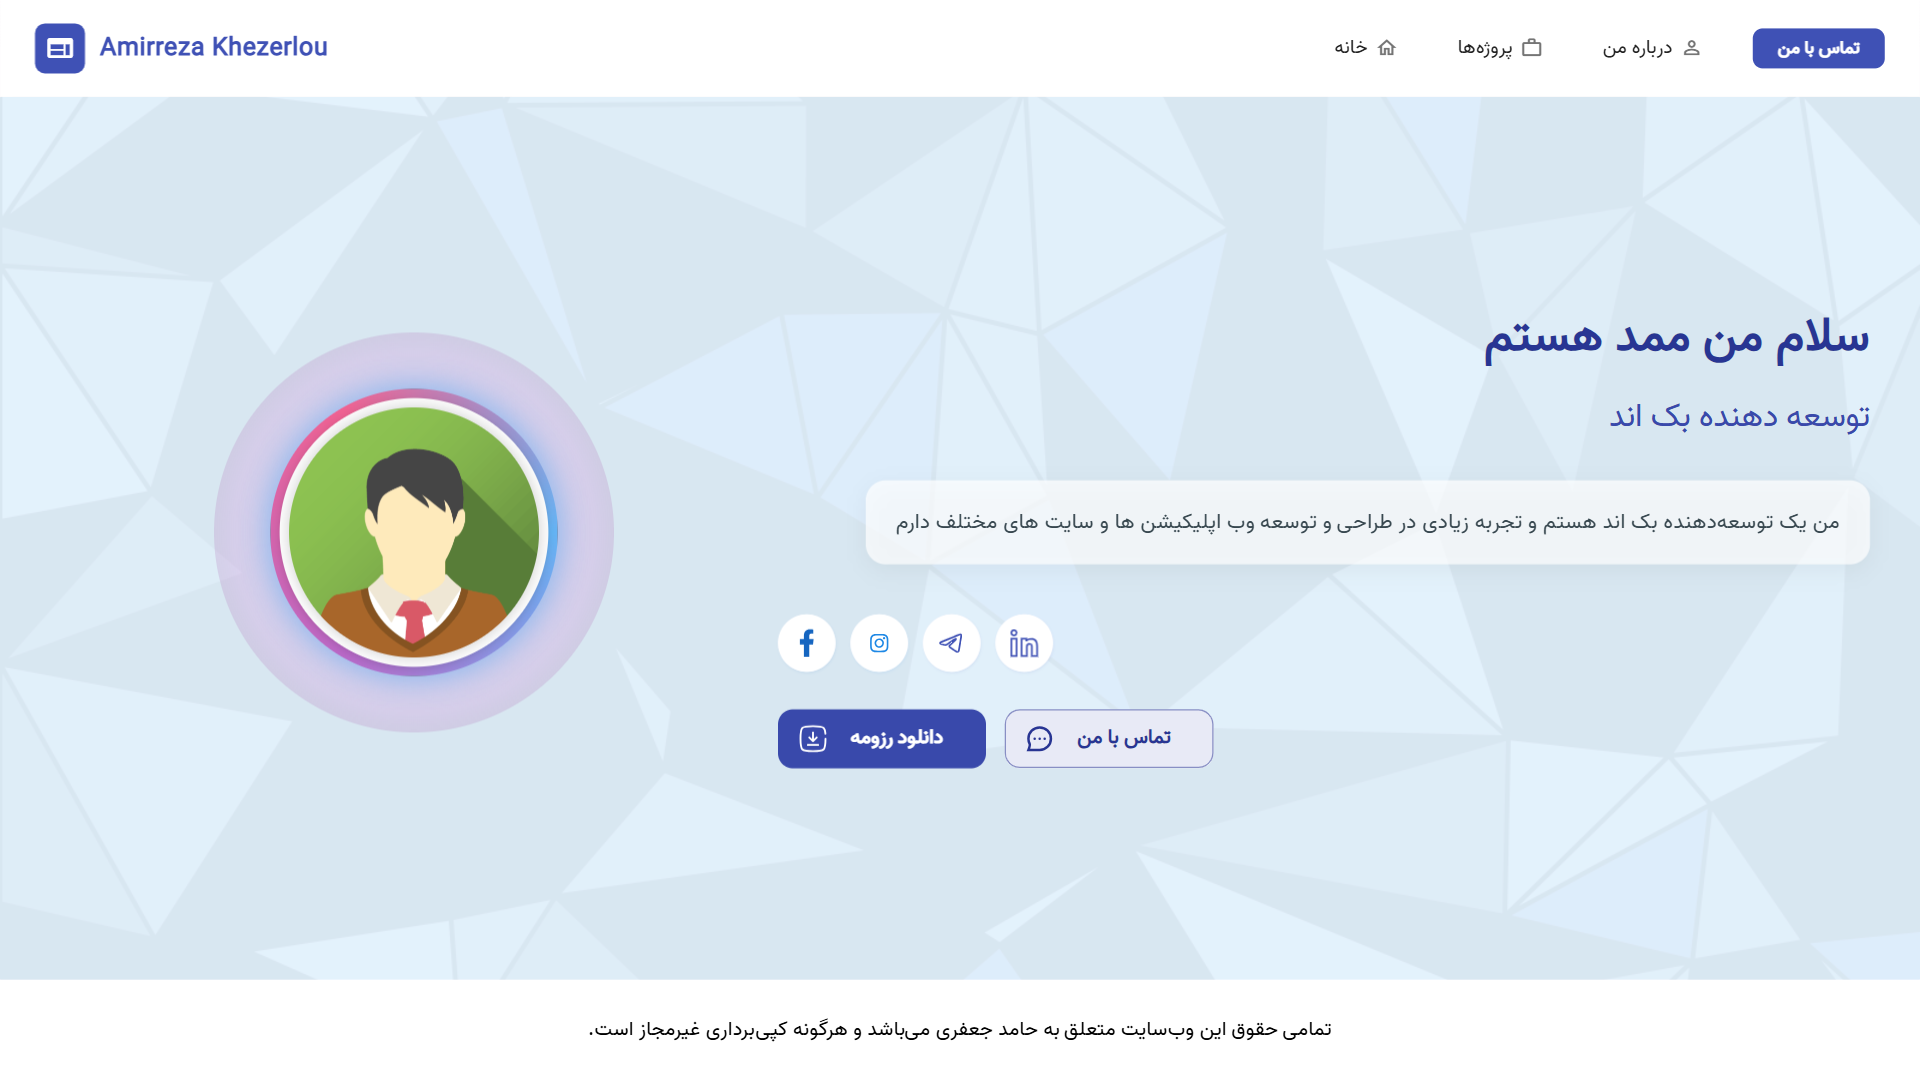 Amirreza Khezerlou
خانه
پروژه‌ها
درباره من
تماس با من
سلام من ممد هستم
توسعه دهنده بک اند
من یک توسعه‌دهنده بک اند هستم و تجربه زیادی در طراحی و توسعه وب اپلیکیشن ها و سایت های مختلف دارم
دانلود رزومه
تماس با من
تمامی حقوق این وب‌سایت متعلق به حامد جعفری می‌باشد و هرگونه کپی‌برداری غیرمجاز است.